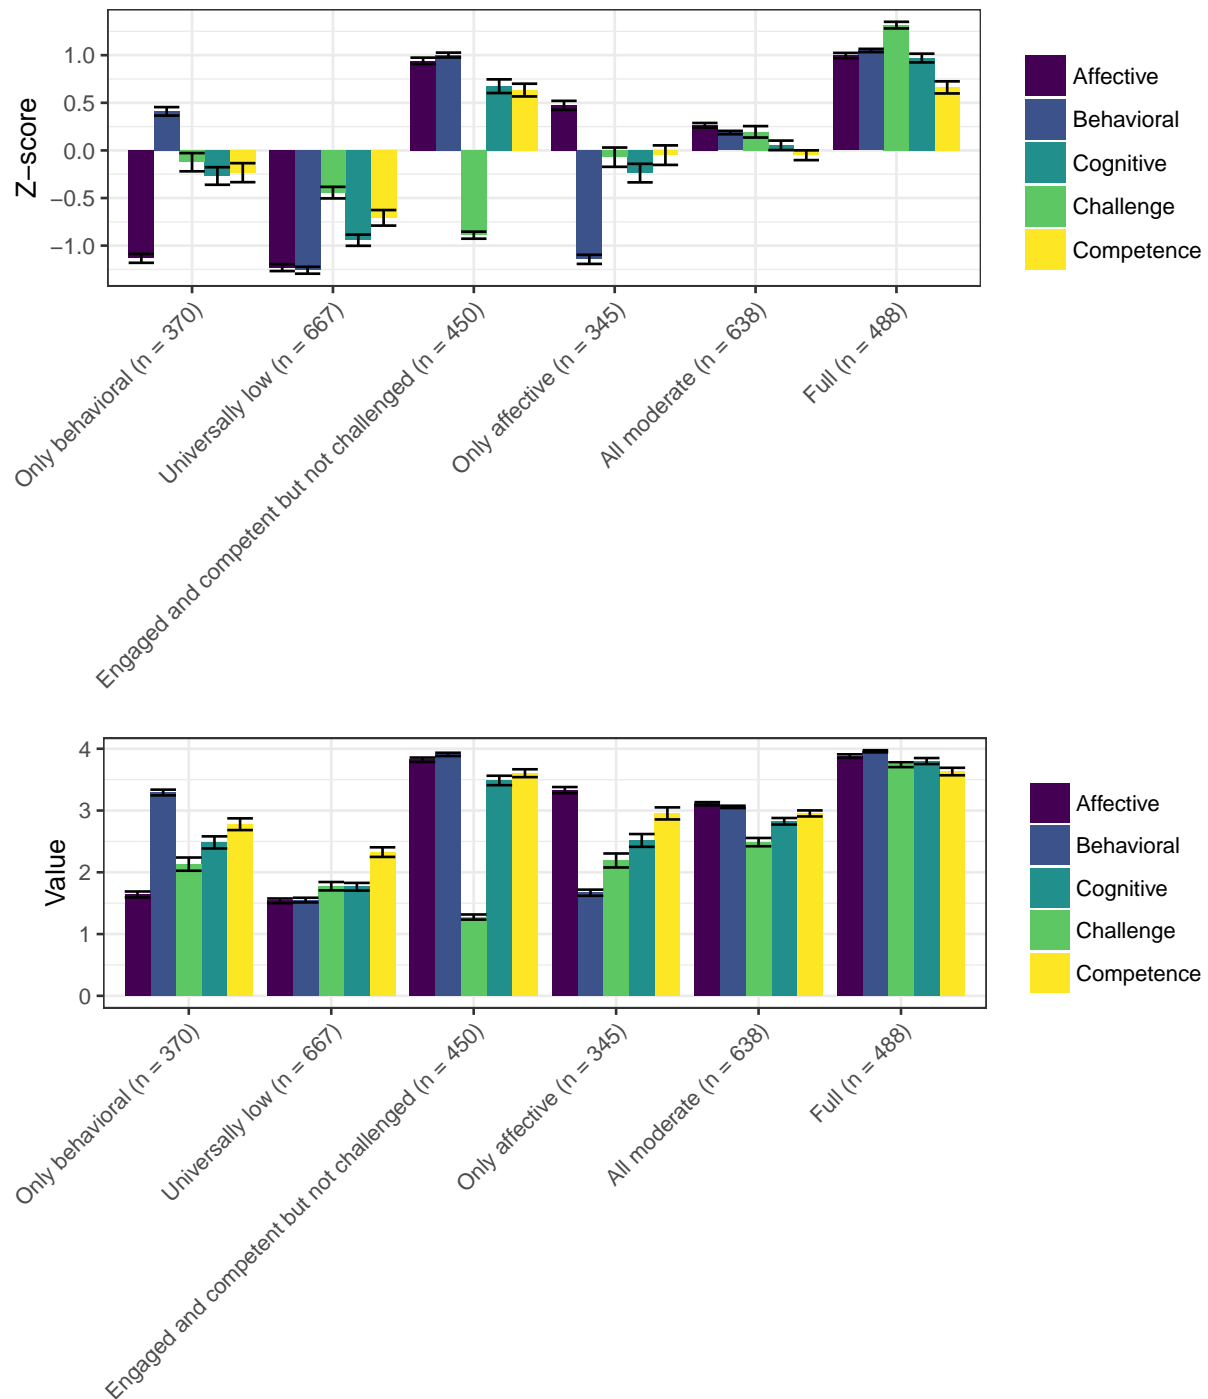 Z−score
1.0
0.5
0.0
−0.5
−1.0
Only behavioral (n = 370)
Universally low (n = 667)
Engaged and competent but not challenged (n = 450)
Only affective (n = 345)
All moderate (n = 638)
Full (n = 488)
Affective
Behavioral
Cognitive
Challenge
Competence
Value
4
3
2
1
0
Only behavioral (n = 370)
Universally low (n = 667)
Engaged and competent but not challenged (n = 450)
Only affective (n = 345)
All moderate (n = 638)
Full (n = 488)
Affective
Behavioral
Cognitive
Challenge
Competence